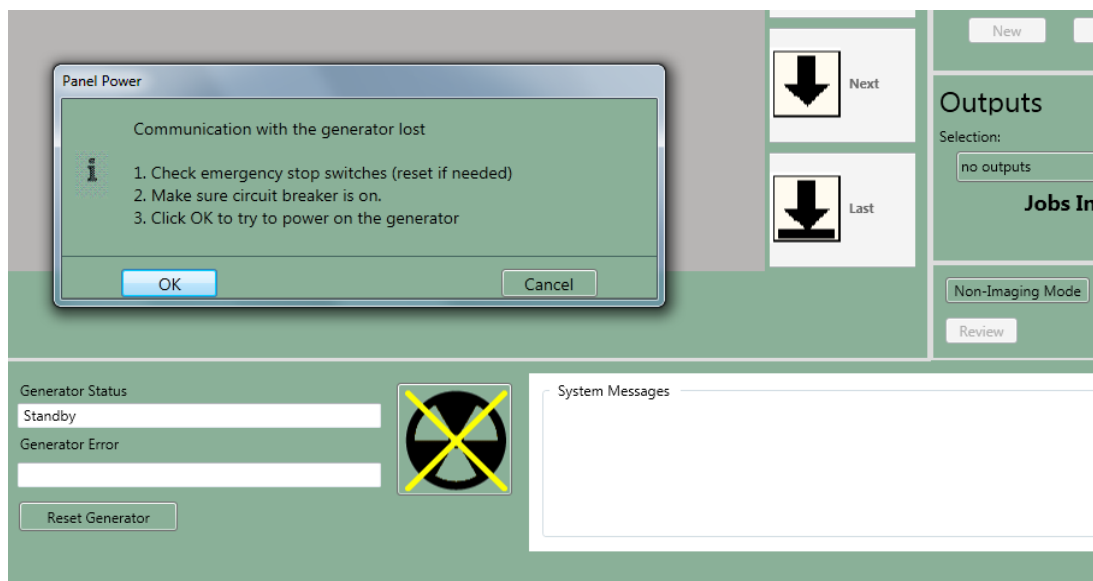 New
Panel Power
Communication with the generator lost
1. Check emergency stop switches (reset if needed)
2. Make sure circuit breaker is on.
3. Click OK to try to power on the generator
OK
Cancel
Next
Last
Outputs
Selection:
no outputs
Jobs In
Non-Imaging Mode
Review
Generator Status
Standby
Generator Error
Reset Generator
System Messages